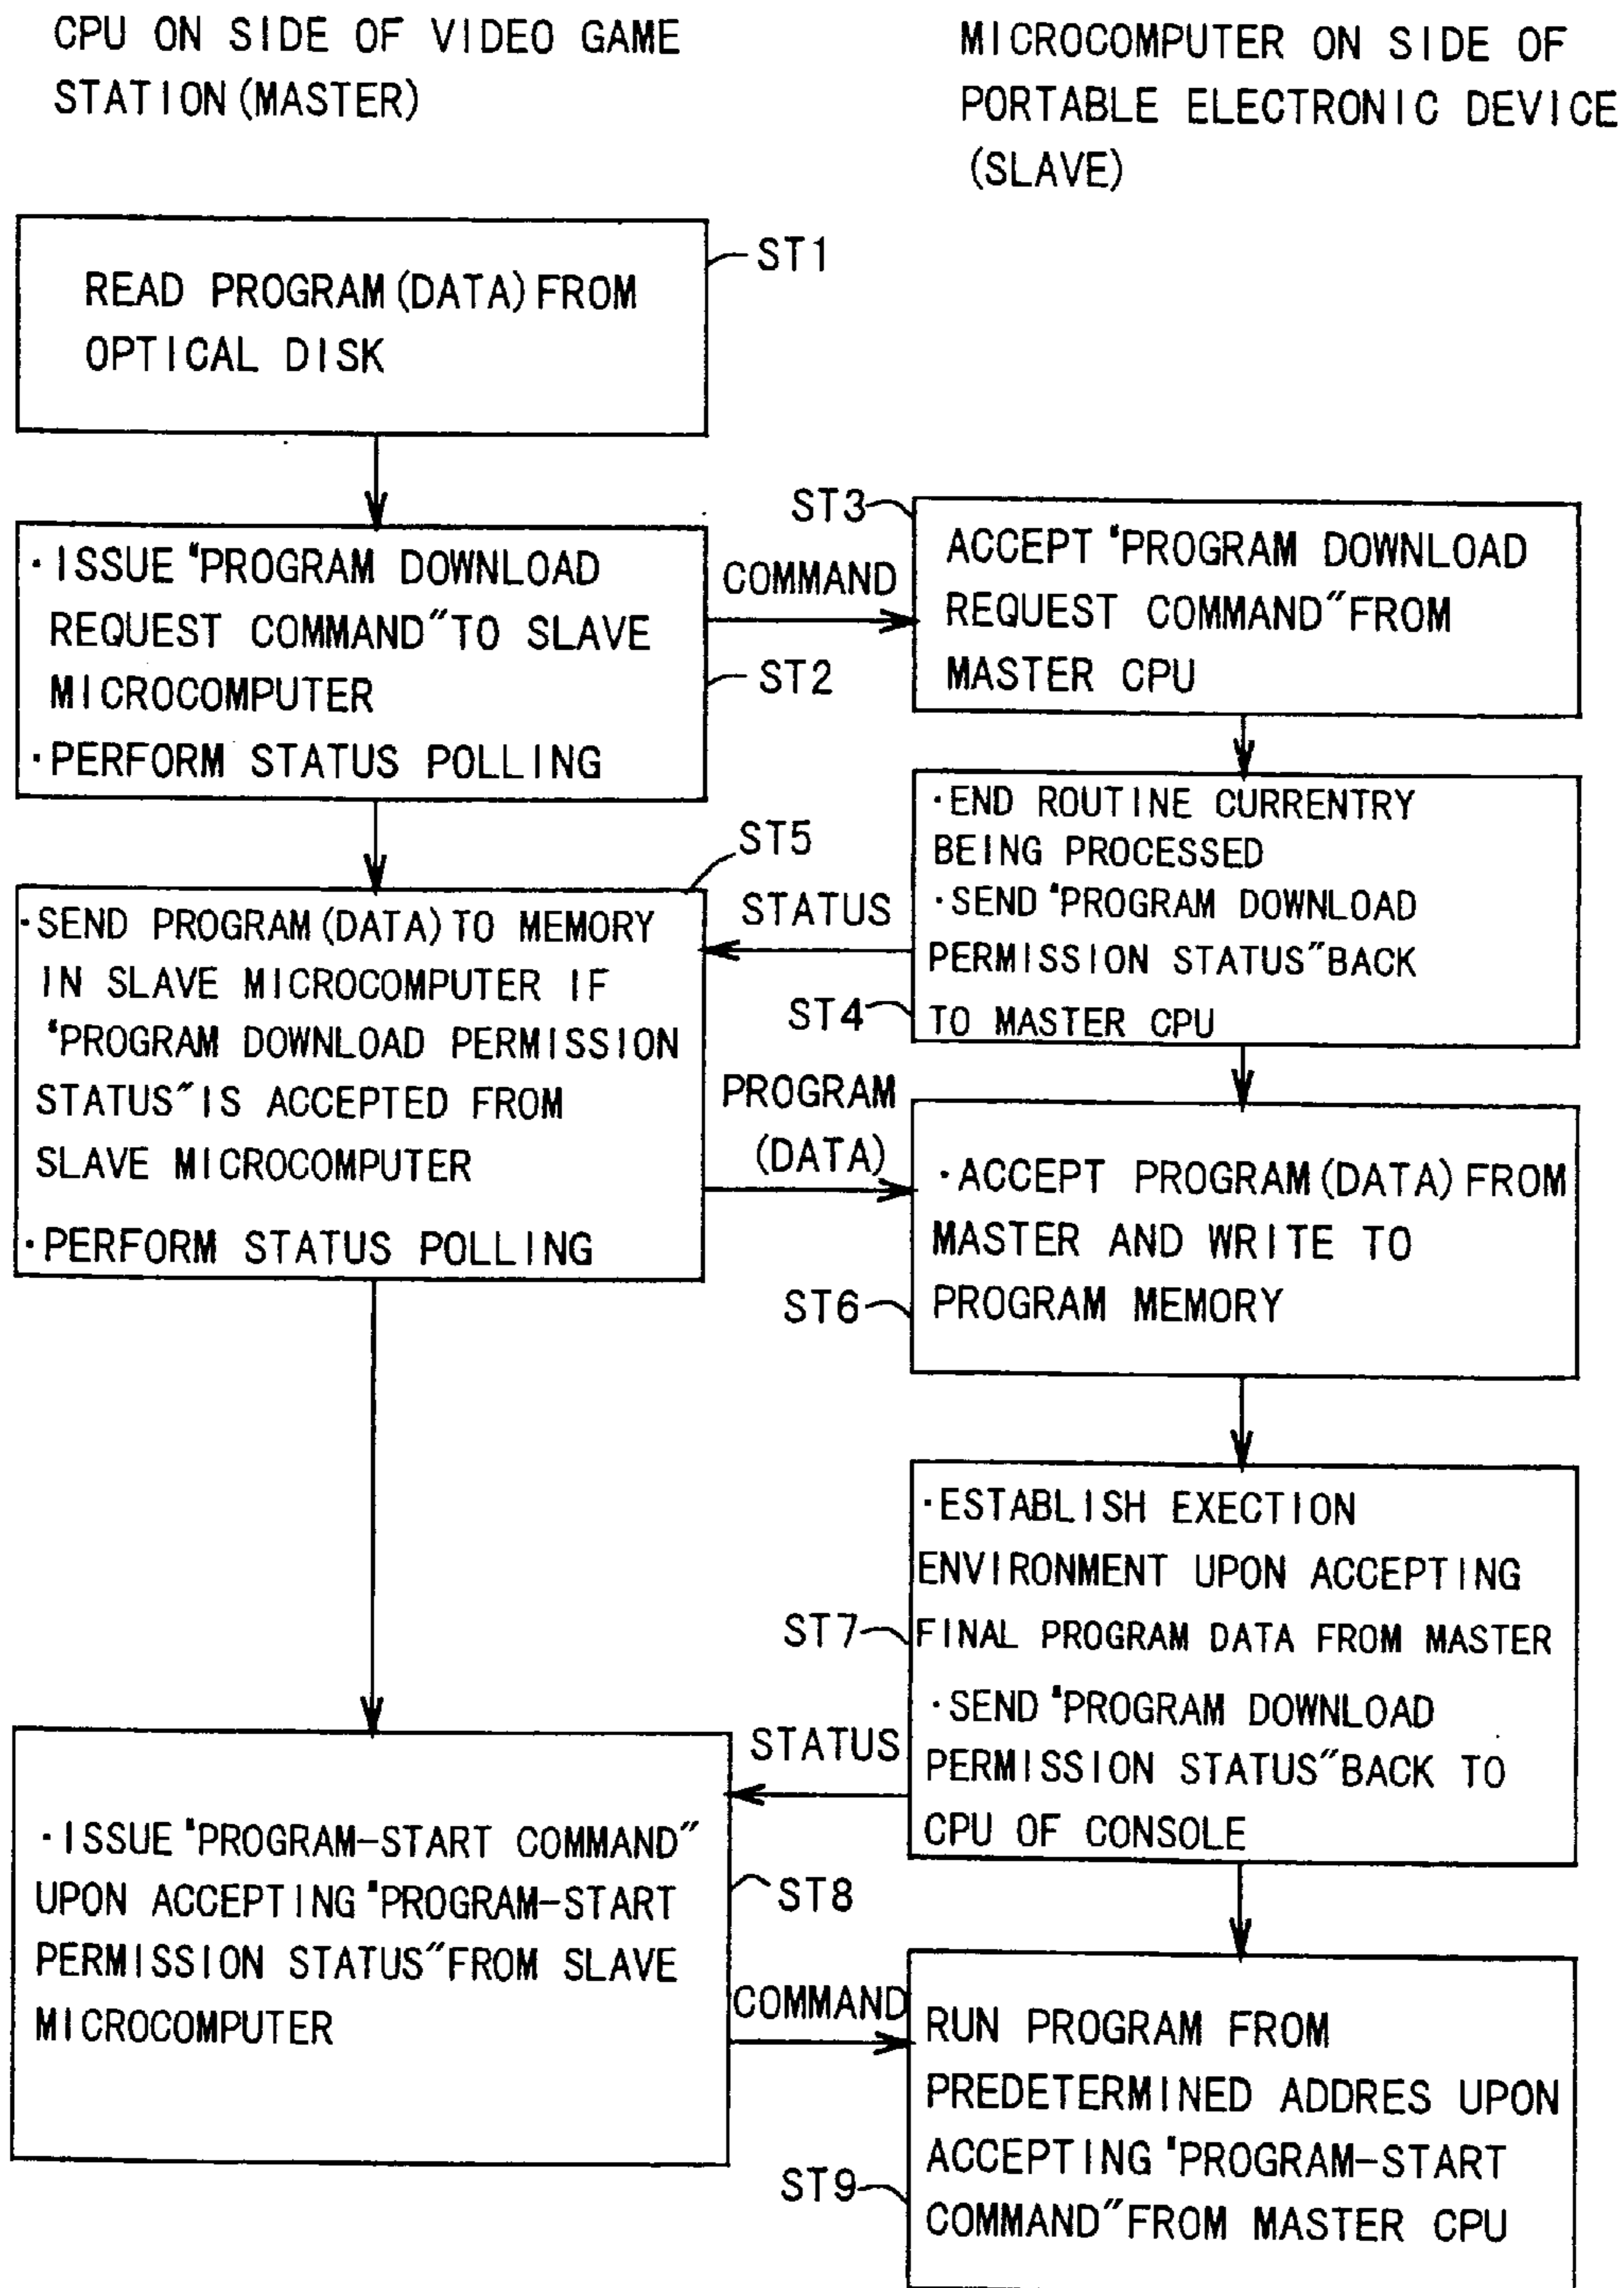 CPU ON SIDE OF VIDEO GAME
STATION(MASTER)
MICROCOMPUTER ON SIDE OF
PORTABLE ELECTRONIC DEVICE
(SLAVE)
READ PROGRAM(DATA)FROM
OPTICAL DISK
ST1
·ISSUE "PROGRAM DOWNLOAD
REQUEST COMMAND"TO SLAVE
MICROCOMPUTER
·PERFORM STATUS POLLING
ST2
COMMAND
ST3
ACCEPT "PROGRAM DOWNLOAD
REQUEST COMMAND"FROM
MASTER CPU
·END ROUTINE CURRENTRY
BEING PROCESSED
·SEND "PROGRAM DOWNLOAD
PERMISSION STATUS"BACK
TO MASTER CPU
ST4
STATUS
ST5
·SEND PROGRAM(DATA)TO MEMORY
IN SLAVE MICROCOMPUTER IF
"PROGRAM DOWNLOAD PERMISSION
STATUS"IS ACCEPTED FROM
SLAVE MICROCOMPUTER
·PERFORM STATUS POLLING
PROGRAM
(DATA)
·ACCEPT PROGRAM(DATA)FROM
MASTER AND WRITE TO
PROGRAM MEMORY
ST6
·ESTABLISH EXECTION
ENVIRONMENT UPON ACCEPTING
FINAL PROGRAM DATA FROM MASTER
·SEND "PROGRAM DOWNLOAD
PERMISSION STATUS"BACK TO
CPU OF CONSOLE
ST7
STATUS
·ISSUE "PROGRAM-START COMMAND"
UPON ACCEPTING "PROGRAM-START
PERMISSION STATUS"FROM SLAVE
MICROCOMPUTER
ST8
COMMAND
RUN PROGRAM FROM
PREDETERMINED ADDRES UPON
ACCEPTING "PROGRAM-START
COMMAND"FROM MASTER CPU
ST9